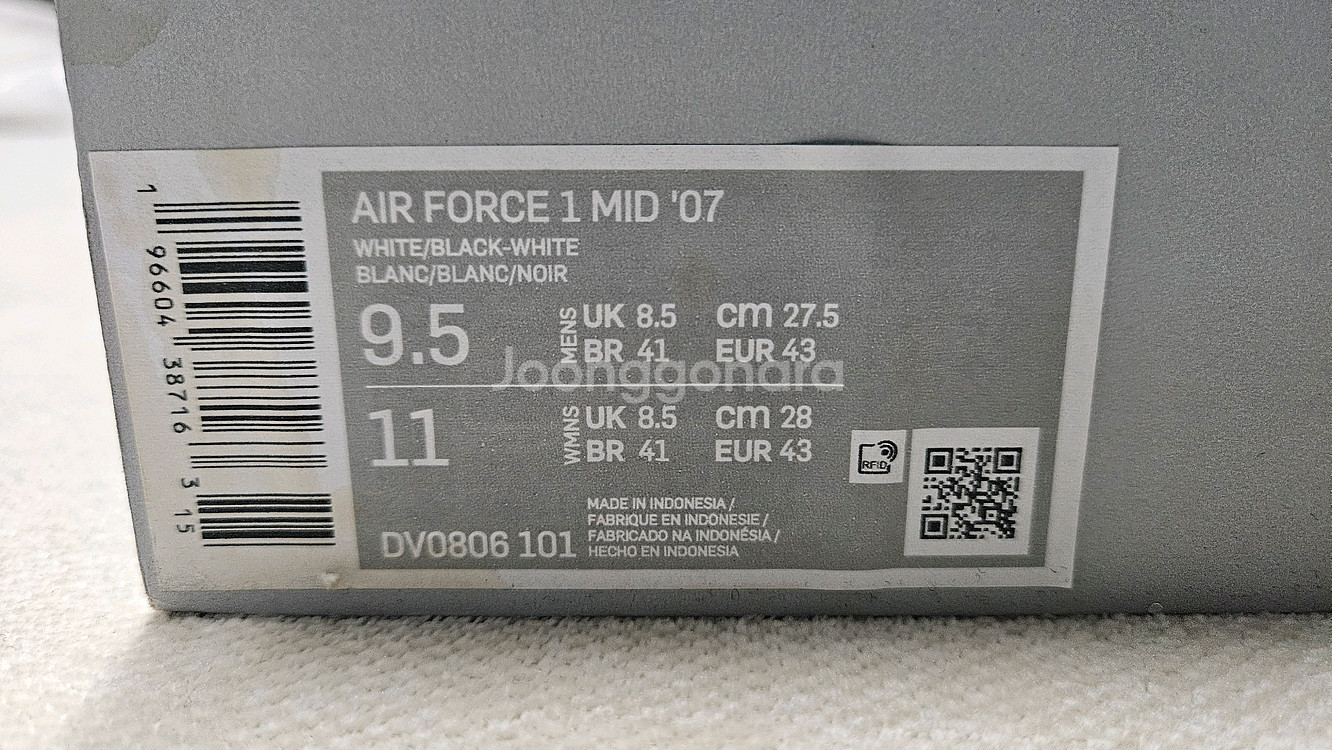 AIR FORCE 1 MID '07
WHITE/BLACK-WHITE
BLANC/BLANC/NOIR
9.5 MENS UK 8.5 cm 27.5
BR 41 EUR 43
Joonggonara
11 WMNS UK 8.5 cm 28
BR 41 EUR 43
RFID
MADE IN INDONESIA /
FABRIQUE EN INDONESIE /
FABRICADO NA INDONÉSIA /
HECHO EN INDONESIA
DV0806 101
1 96604 38716 3 15